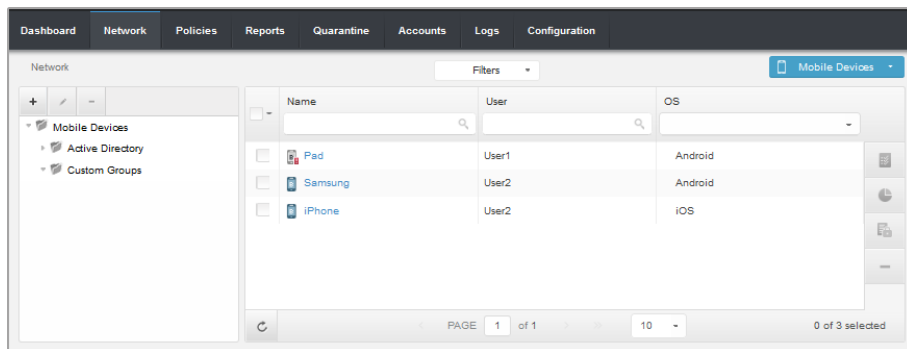 Dashboard Network Policies Reports Quarantine Accounts Logs Configuration
Network Filters Mobile Devices
Mobile Devices
Active Directory
Custom Groups
Name User OS
Pad User1 Android
Samsung User2 Android
iPhone User2 iOS
PAGE 1 of 1 10 0 of 3 selected